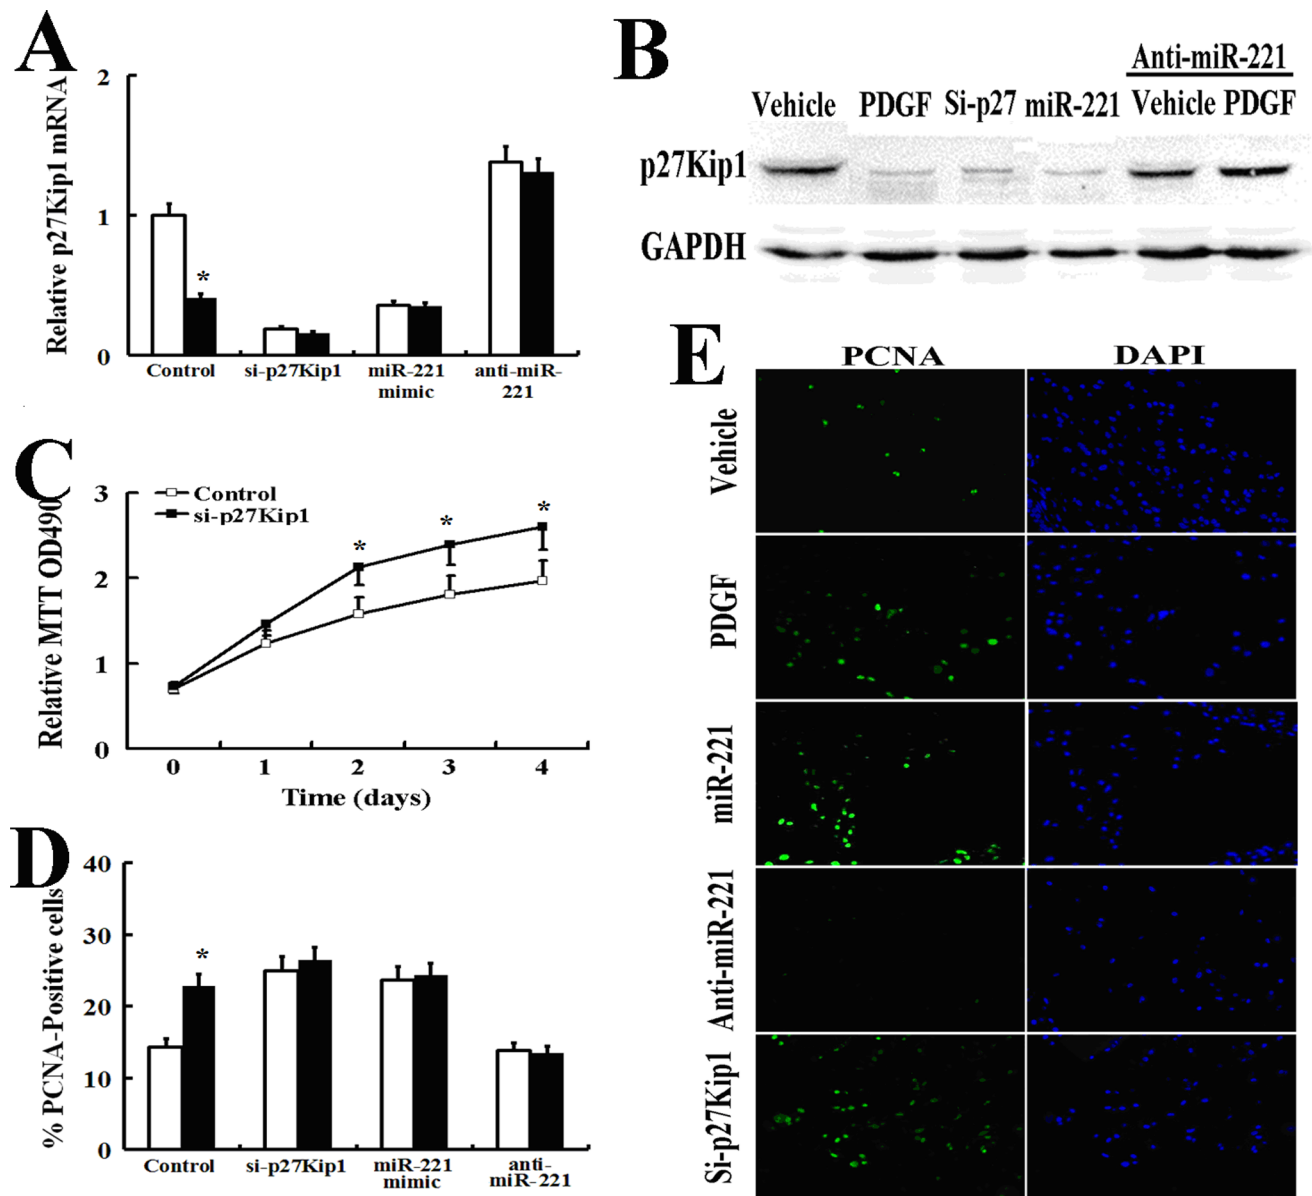 A
Relative p27Kip1 mRNA
2
1
0
*
Control
si-p27Kip1
miR-221
mimic
anti-miR-
221
B
Anti-miR-221
Vehicle PDGF Si-p27 miR-221 Vehicle PDGF
p27Kip1
GAPDH
C
Relative MTT OD490
3
2
1
0
Control
si-p27Kip1
* * *
0 1 2 3 4
Time (days)
D
% PCNA-Positive cells
40
30
20
10
0
*
Control
si-p27Kip1
miR-221
mimic
anti-
miR-221
E
PCNA DAPI
Vehicle
PDGF
miR-221
Anti-miR-221
Si-p27Kip1